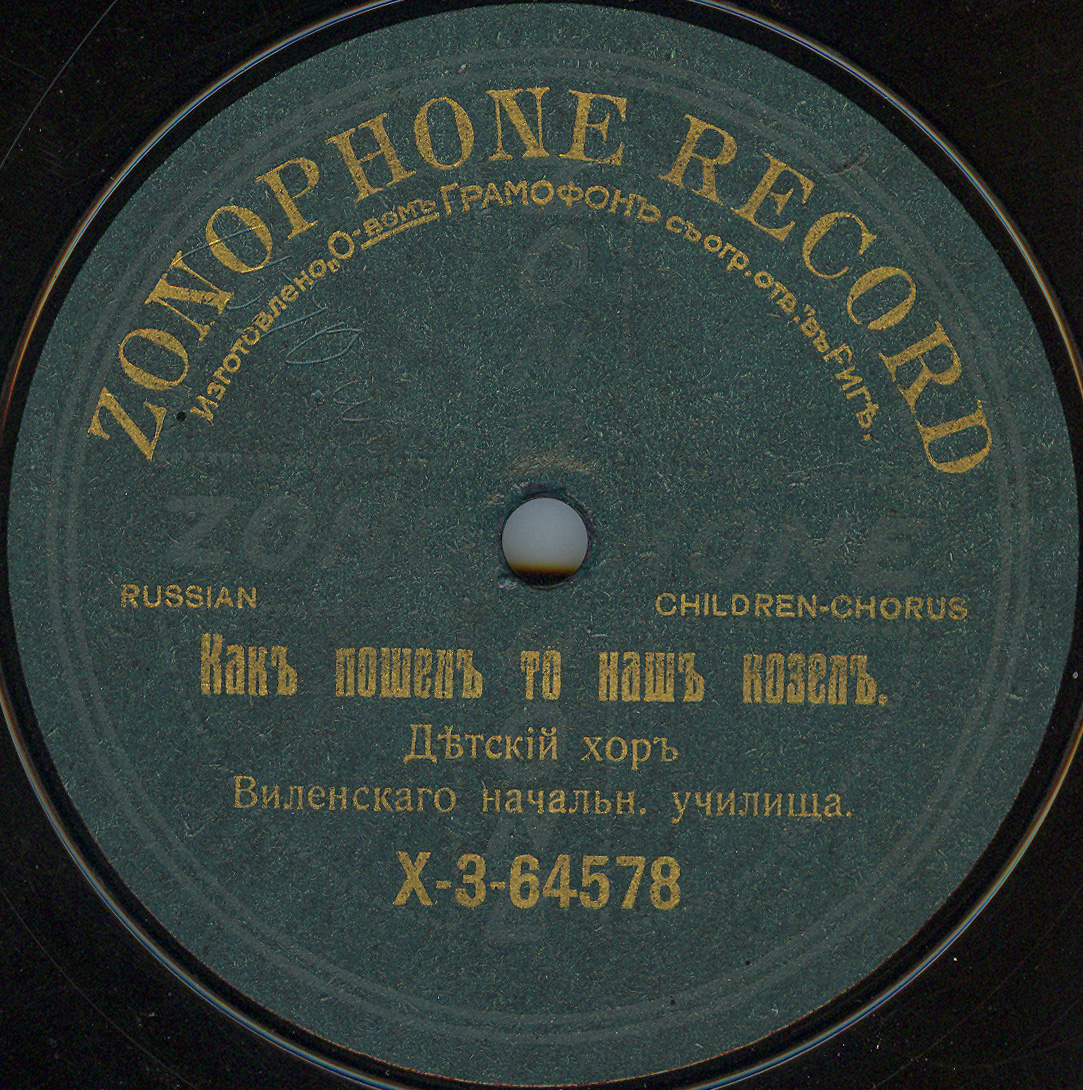 ZONOPHONE RECORD
Изготовлено „О-вомъ ГРАМОФОНЪ съ огр. отв." въ Ригѣ.
ZONOPHONE
RUSSIAN CHILDREN-CHORUS
Какъ пошелъ то нашъ козелъ.
Дѣтскій хоръ
Виленскаго начальн. училища.
X-3-64578